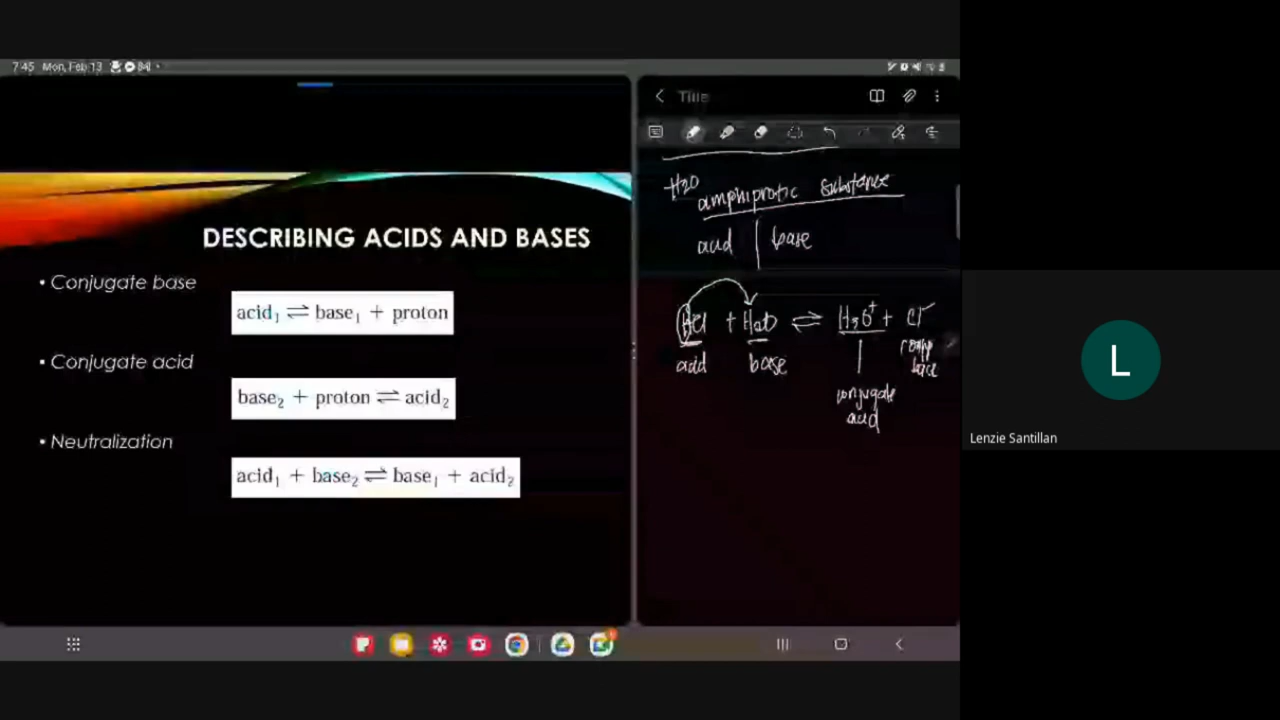 7:45 Mon, Feb 13
DESCRIBING ACIDS AND BASES
• Conjugate base
acid₁ ⇌ base₁ + proton
• Conjugate acid
base₂ + proton ⇌ acid₂
• Neutralization
acid₁ + base₂ ⇌ base₁ + acid₂
Title
H2O
amphiprotic substance
acid | base
HCl + H2O ⇌ H3O⁺ + Cl⁻
acid base
base
conjugate
acid
L
Lenzie Santillan